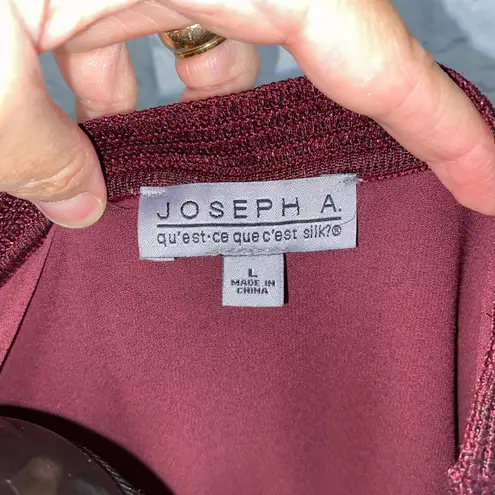 JOSEPH A.
qu'est·ce que c'est silk?®
L
MADE IN
CHINA